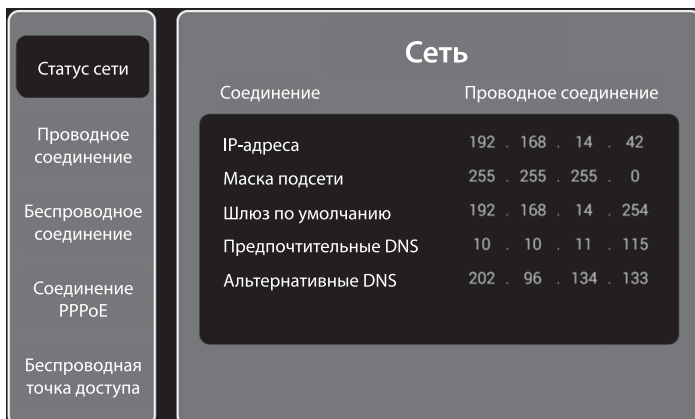 Статус сети
Проводное
соединение
Беспроводное
соединение
Соединение
PPPoE
Беспроводная
точка доступа
Сеть
Соединение Проводное соединение
IP-адреса 192 . 168 . 14 . 42
Маска подсети 255 . 255 . 255 . 0
Шлюз по умолчанию 192 . 168 . 14 . 254
Предпочтительные DNS 10 . 10 . 11 . 115
Альтернативные DNS 202 . 96 . 134 . 133